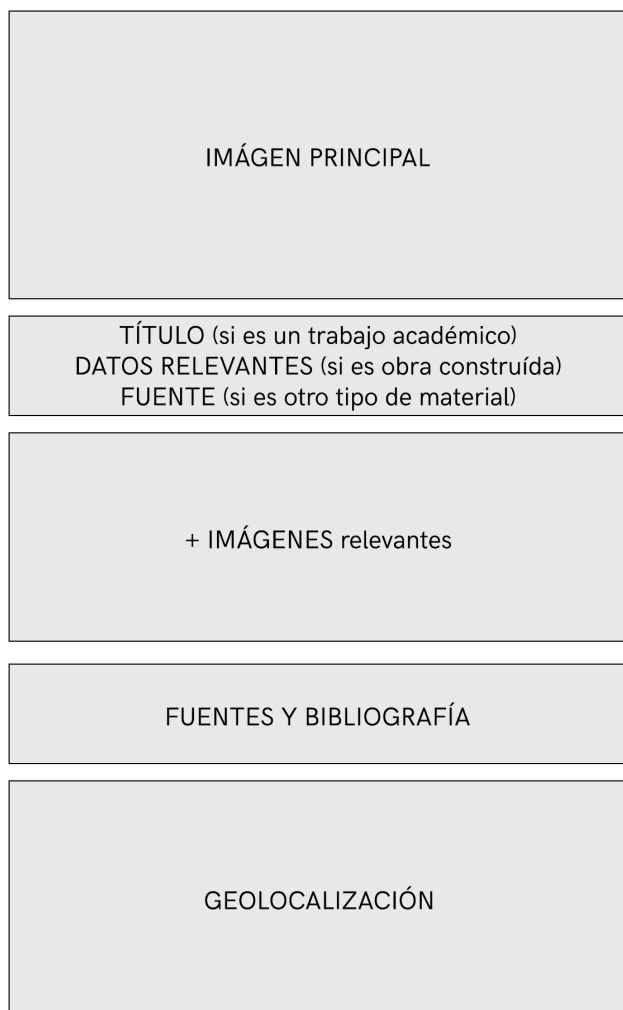 IMÁGEN PRINCIPAL
TÍTULO (si es un trabajo académico)
DATOS RELEVANTES (si es obra construída)
FUENTE (si es otro tipo de material)
+ IMÁGENES relevantes
FUENTES Y BIBLIOGRAFÍA
GEOLOCALIZACIÓN